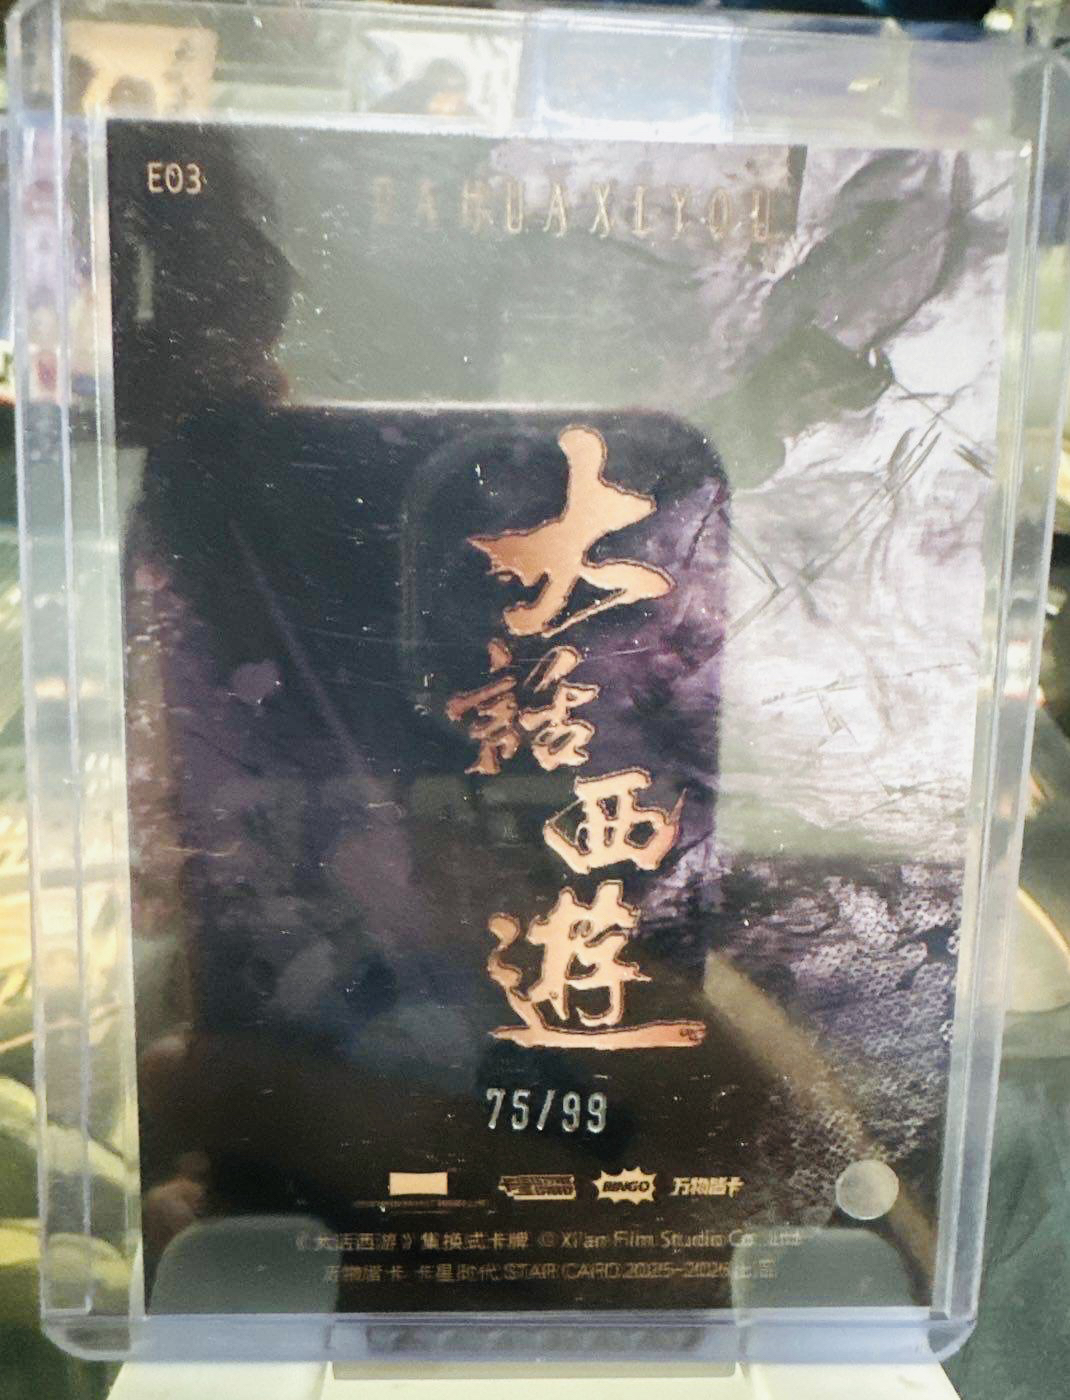 E03
DAHUAXIYOU
大
話
西
遊
75/99
BINGO 万物皆卡
《大话西游》集换式卡牌 © Xi'an Film Studio Co., Ltd.
万物皆卡 卡星时代 STAR CARD 2025-2026 出品